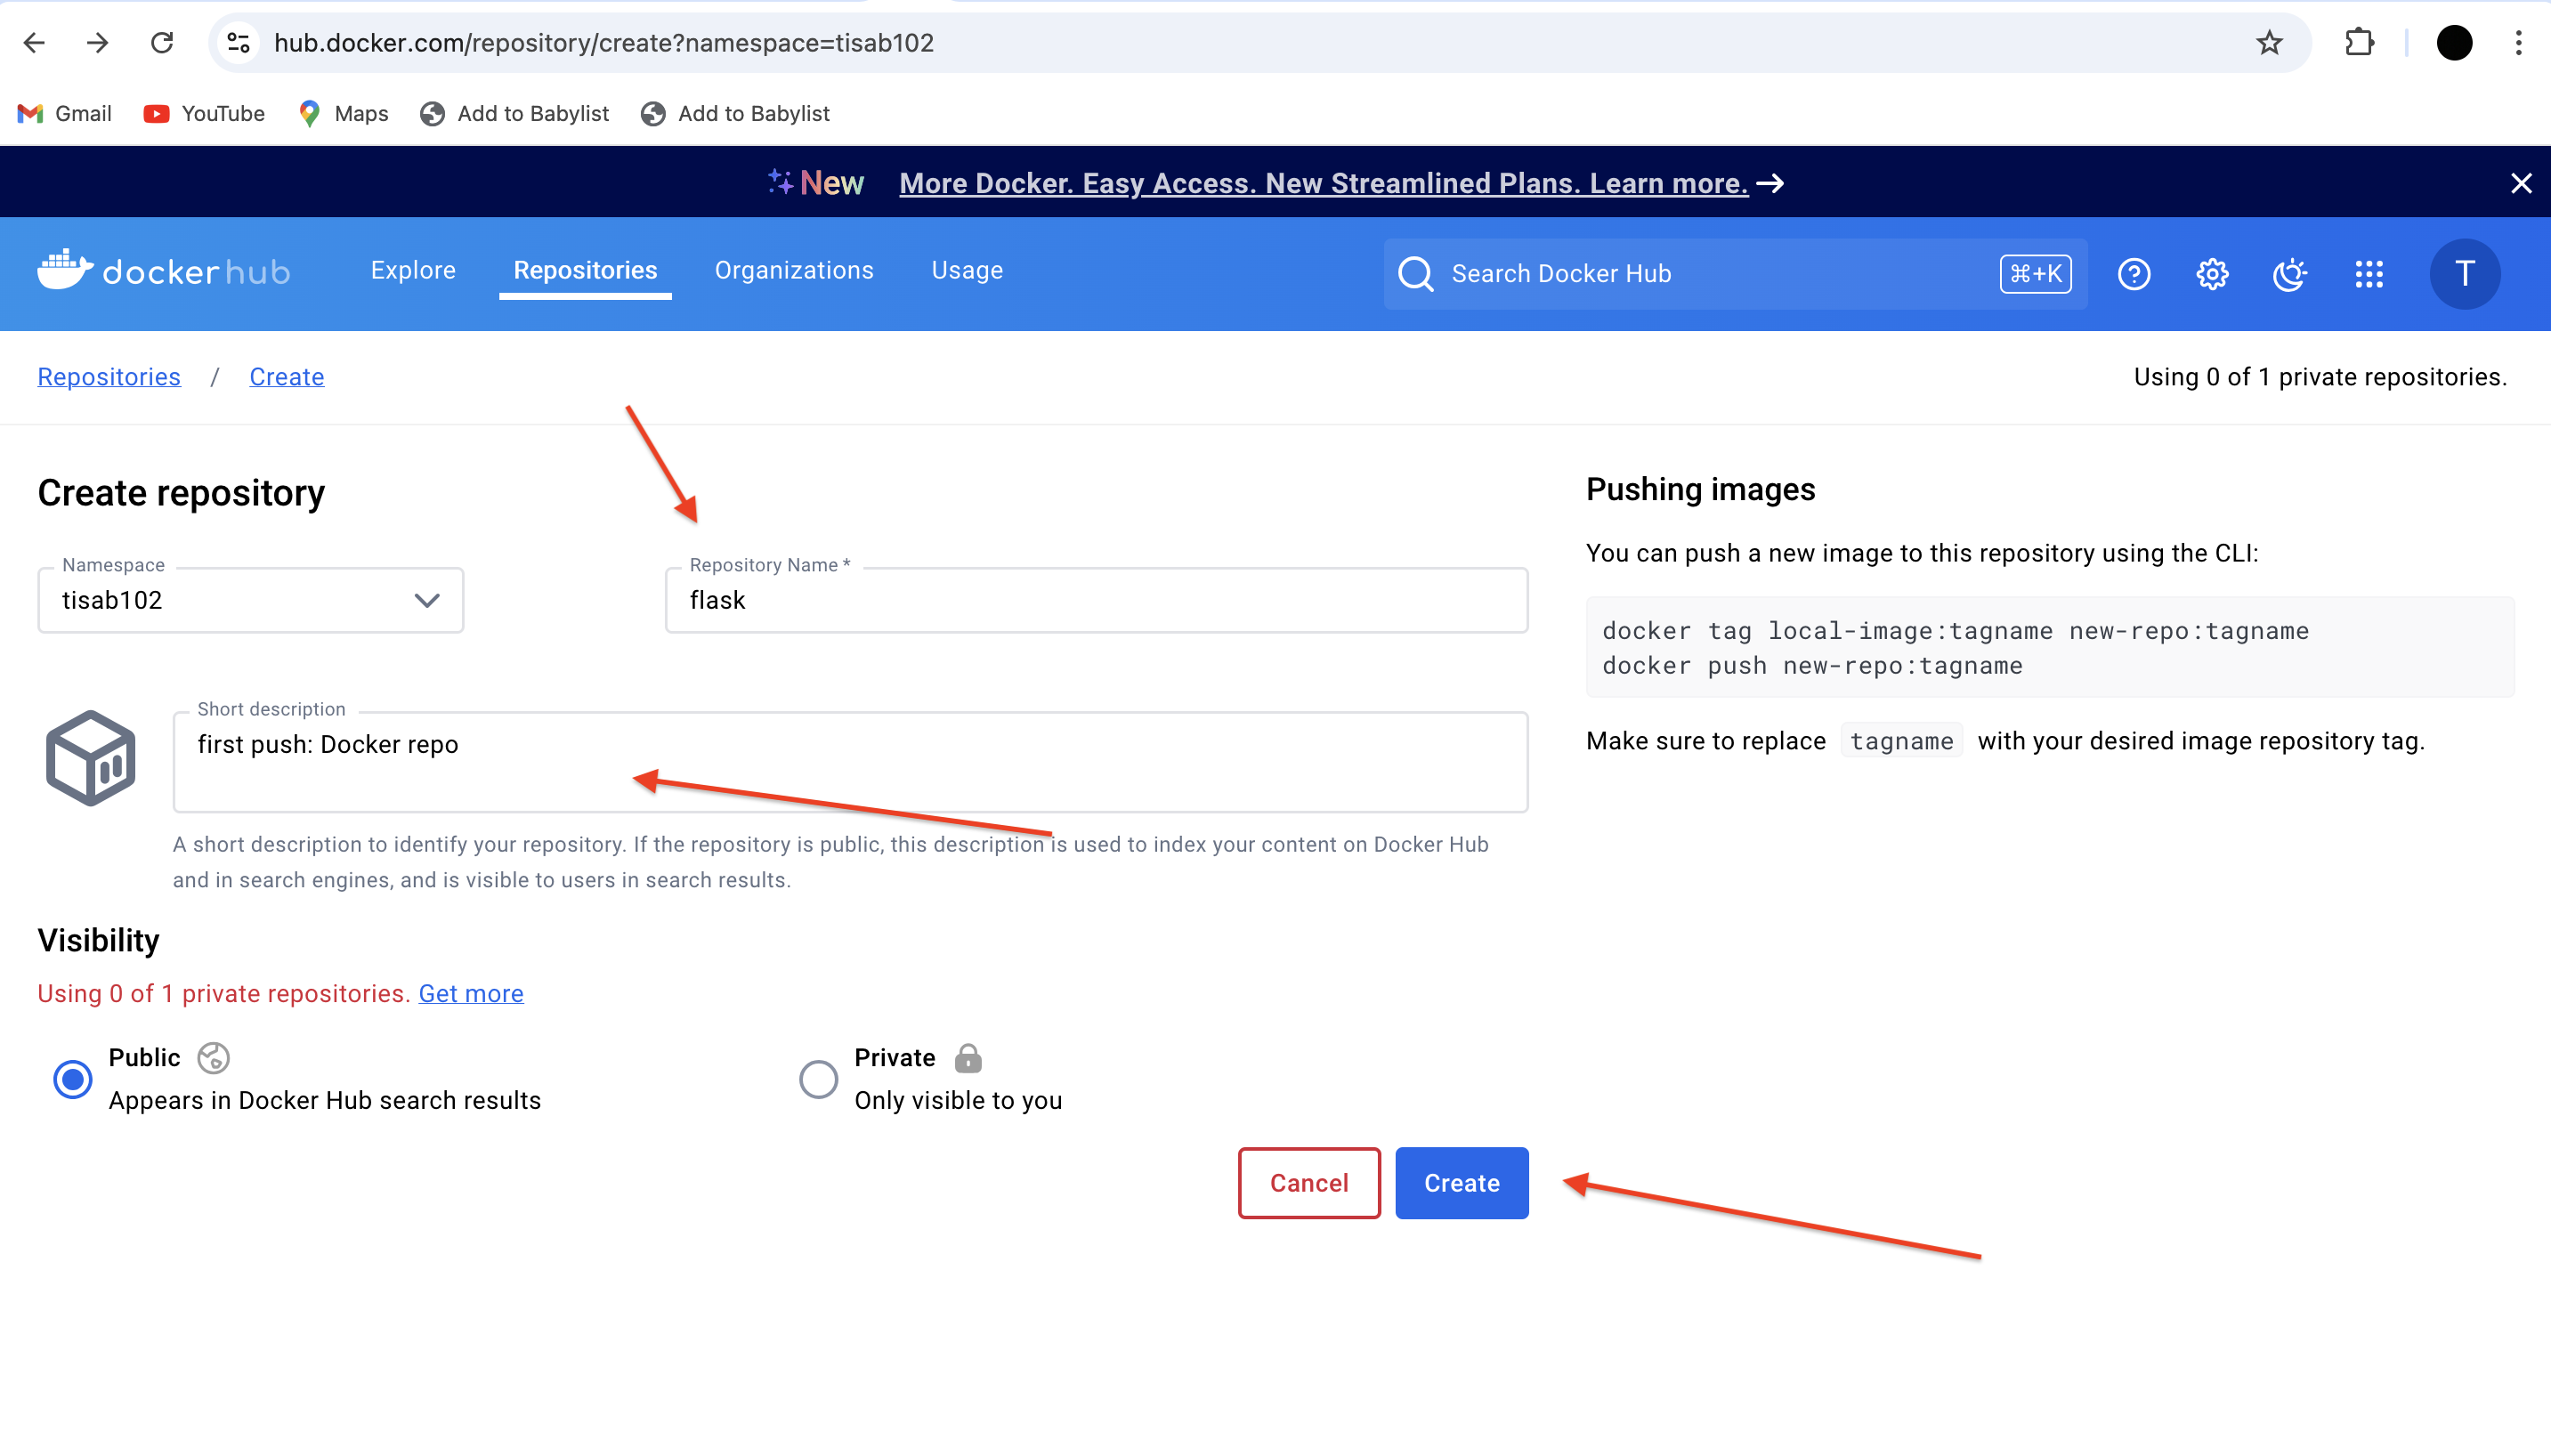 hub.docker.com/repository/create?namespace=tisab102
Gmail YouTube Maps Add to Babylist Add to Babylist
New More Docker. Easy Access. New Streamlined Plans. Learn more.
dockerhub Explore Repositories Organizations Usage Search Docker Hub ⌘+K T
Repositories / Create Using 0 of 1 private repositories.
Create repository
Namespace
tisab102
Repository Name *
flask
Short description
first push: Docker repo
A short description to identify your repository. If the repository is public, this description is used to index your content on Docker Hub
and in search engines, and is visible to users in search results.
Visibility
Using 0 of 1 private repositories. Get more
Public
Appears in Docker Hub search results
Private
Only visible to you
Cancel Create
Pushing images
You can push a new image to this repository using the CLI:
docker tag local-image:tagname new-repo:tagname
docker push new-repo:tagname
Make sure to replace tagname with your desired image repository tag.